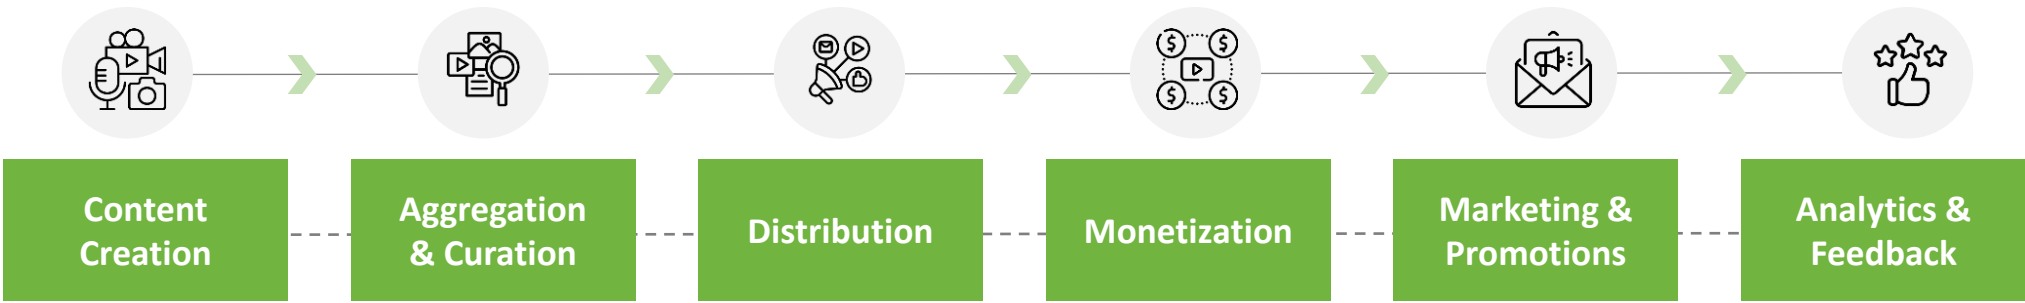 Content
Creation
Aggregation
& Curation
Distribution
Monetization
Marketing &
Promotions
Analytics &
Feedback